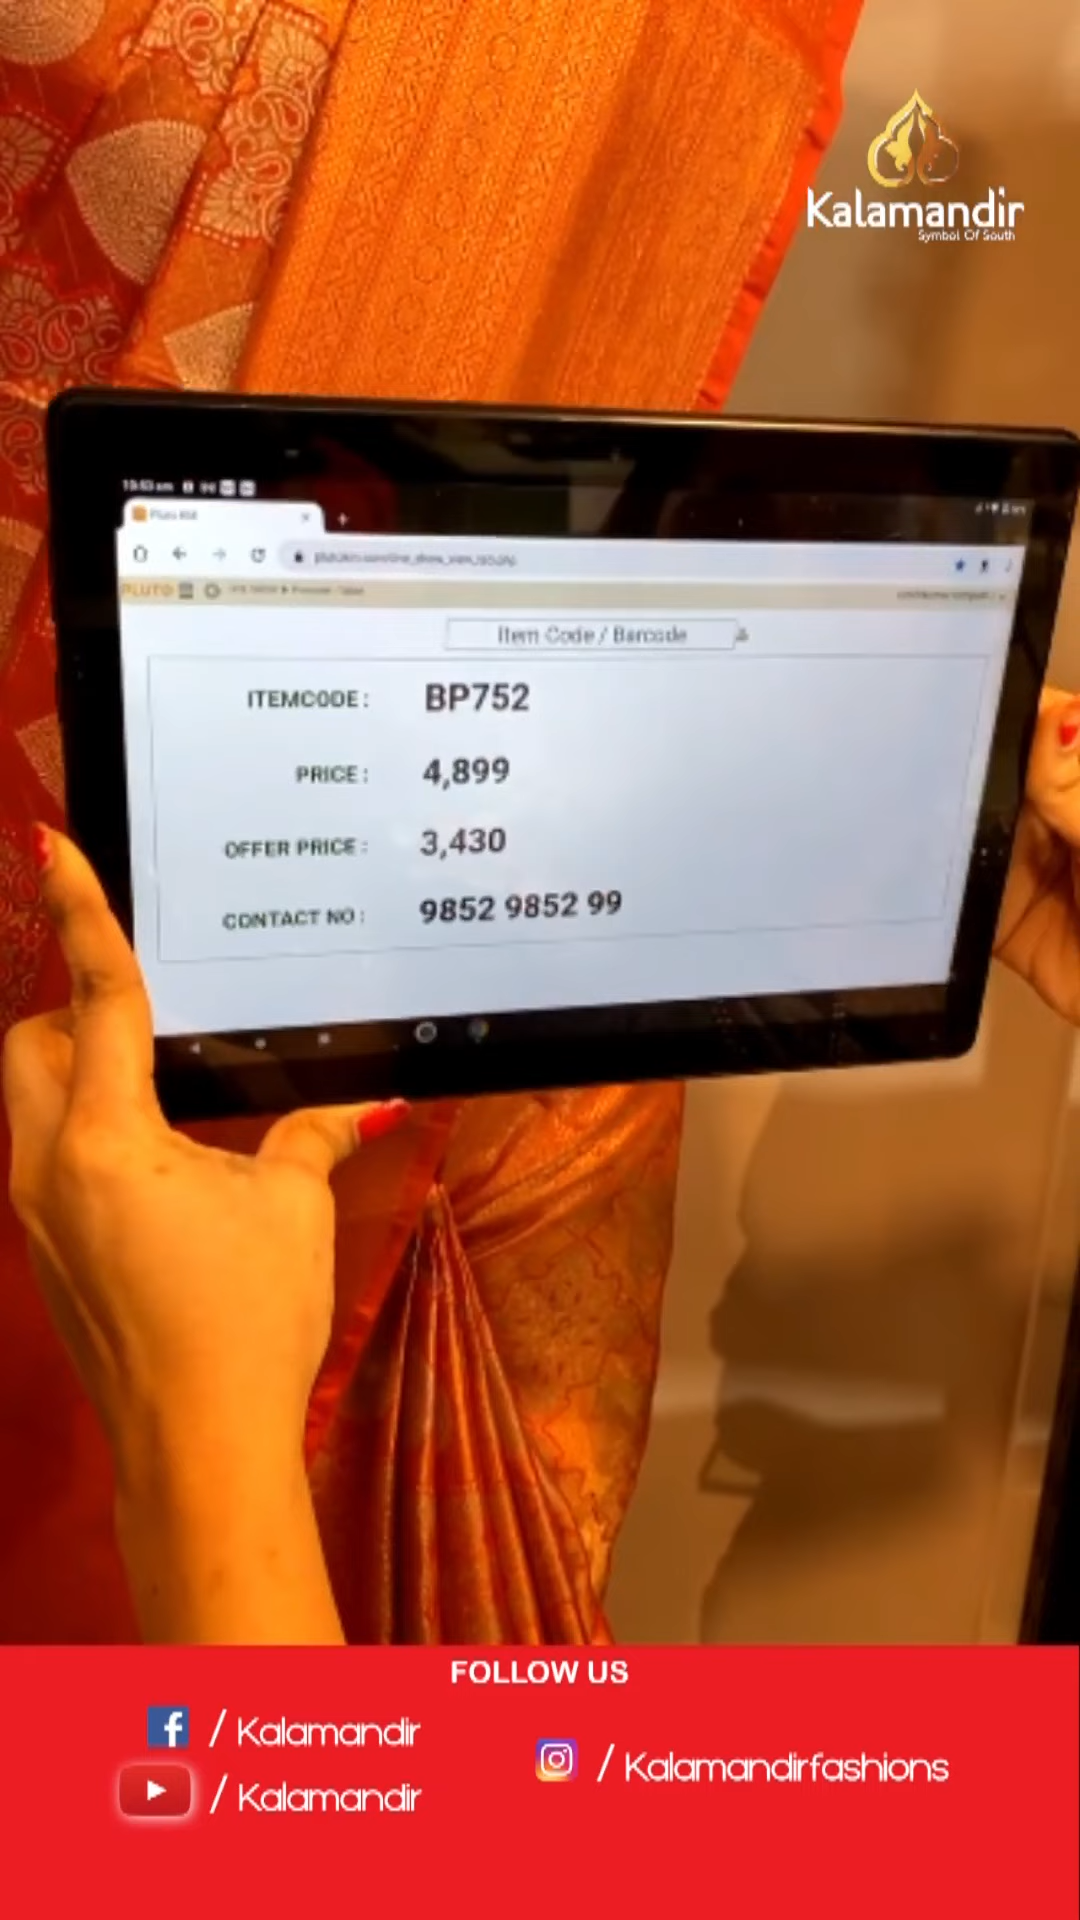 Kalamandir
Symbol Of South
PLUTO
Item Code / Barcode
ITEMCODE : BP752
PRICE : 4,899
OFFER PRICE : 3,430
CONTACT NO : 9852 9852 99
FOLLOW US
/ Kalamandir
/ Kalamandir
/ Kalamandirfashions